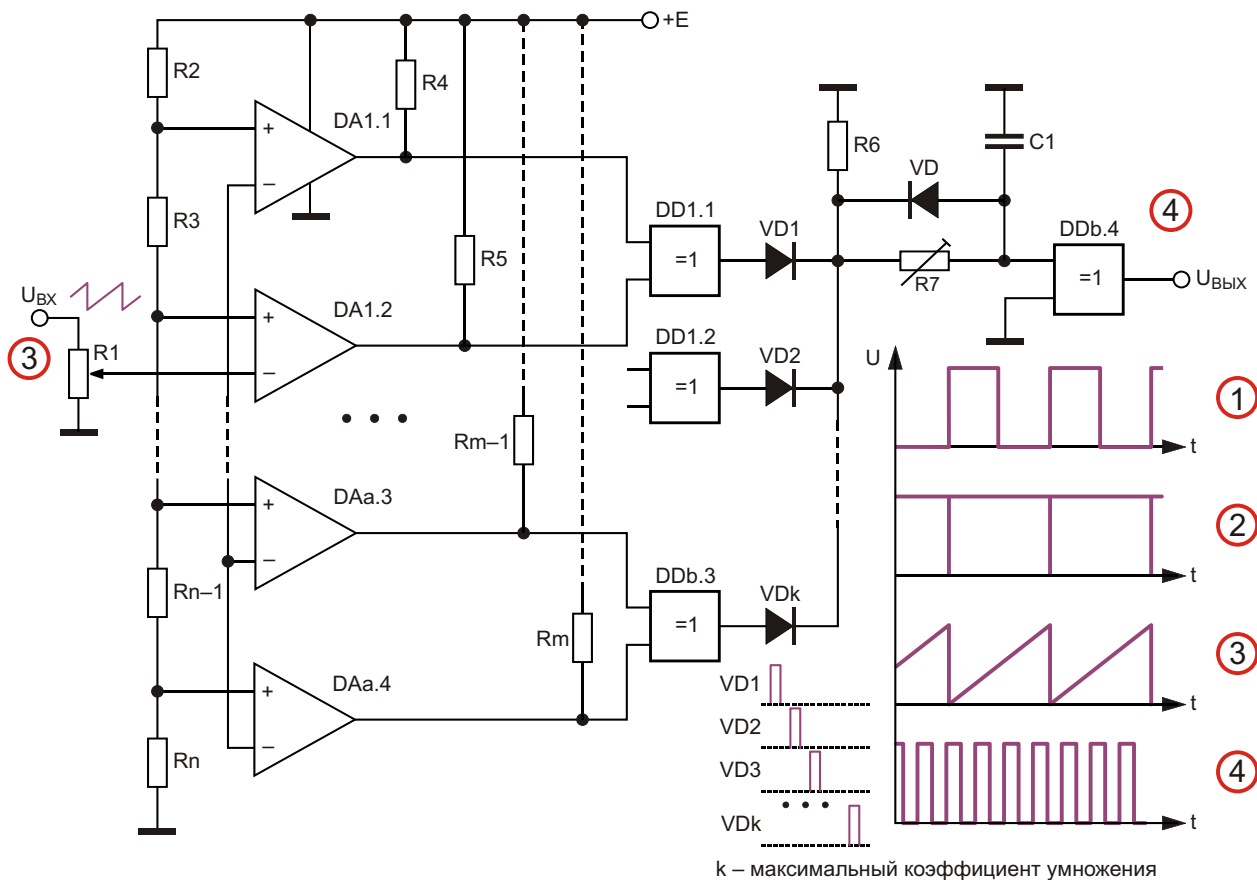 +E
R2
R4
DA1.1
+
–
R6
C1
VD
R3
DD1.1
=1
VD1
4
DDb.4
=1
UВЫХ
R5
R7
UВХ
DA1.2
+
–
3
R1
DD1.2
=1
VD2
U
1
t
Rm–1
DAa.3
+
–
2
t
DDb.3
=1
VDk
Rn–1
Rm
3
t
DAa.4
+
–
VD1
VD2
Rn
VD3
4
VDk
t
k – максимальный коэффициент умножения